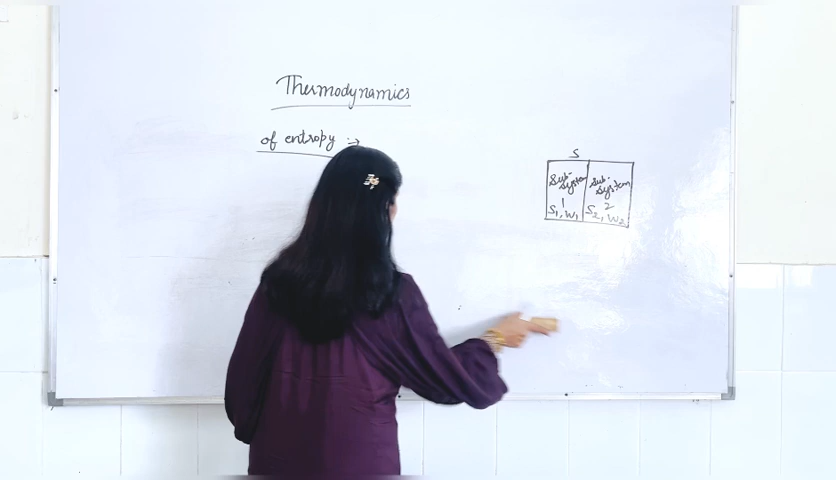 Thermodynamics
of entropy :→
S
Sub-
system
1
S₁, W₁
Sub-
System
2
S₂, W₂